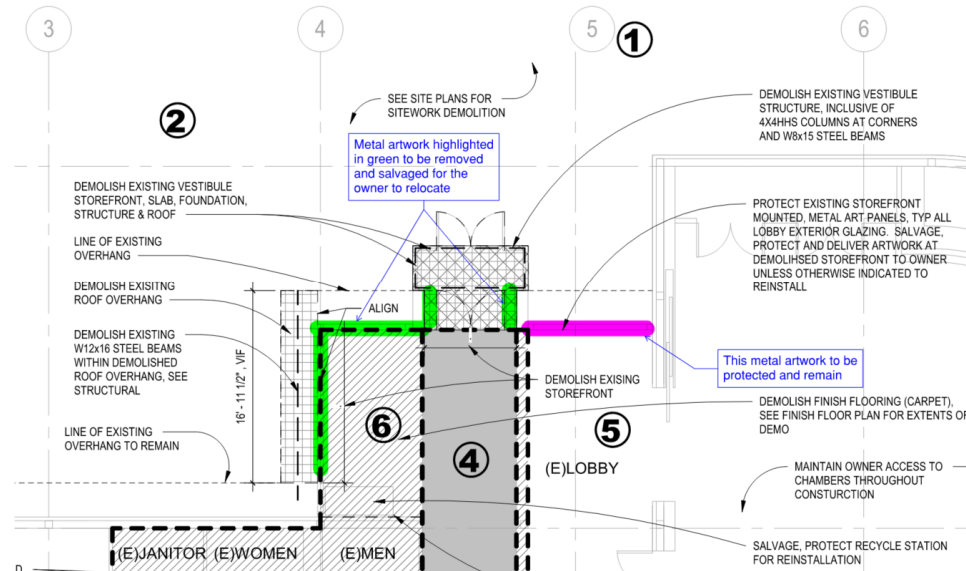 3
4
5
6
①
②
SEE SITE PLANS FOR
SITEWORK DEMOLITION
DEMOLISH EXISTING VESTIBULE
STRUCTURE, INCLUSIVE OF
4X4HHS COLUMNS AT CORNERS
AND W8x15 STEEL BEAMS
Metal artwork highlighted
in green to be removed
and salvaged for the
owner to relocate
DEMOLISH EXISTING VESTIBULE
STOREFRONT, SLAB, FOUNDATION,
STRUCTURE & ROOF
LINE OF EXISTING
OVERHANG
DEMOLISH EXISITNG
ROOF OVERHANG
ALIGN
DEMOLISH EXISTING
W12x16 STEEL BEAMS
WITHIN DEMOLISHED
ROOF OVERHANG, SEE
STRUCTURAL
16' - 11 1/2", VIF
LINE OF EXISTING
OVERHANG TO REMAIN
PROTECT EXISTING STOREFRONT
MOUNTED, METAL ART PANELS, TYP ALL
LOBBY EXTERIOR GLAZING.  SALVAGE,
PROTECT AND DELIVER ARTWORK AT
DEMOLIHSED STOREFRONT TO OWNER
UNLESS OTHERWISE INDICATED TO
REINSTALL
This metal artwork to be
protected and remain
DEMOLISH EXISING
STOREFRONT
DEMOLISH FINISH FLOORING (CARPET),
SEE FINISH FLOOR PLAN FOR EXTENTS OF
DEMO
⑥
④
⑤
(E)LOBBY
MAINTAIN OWNER ACCESS TO
CHAMBERS THROUGHOUT
CONSTURCTION
SALVAGE, PROTECT RECYCLE STATION
FOR REINSTALLATION
(E)JANITOR
(E)WOMEN
(E)MEN
D